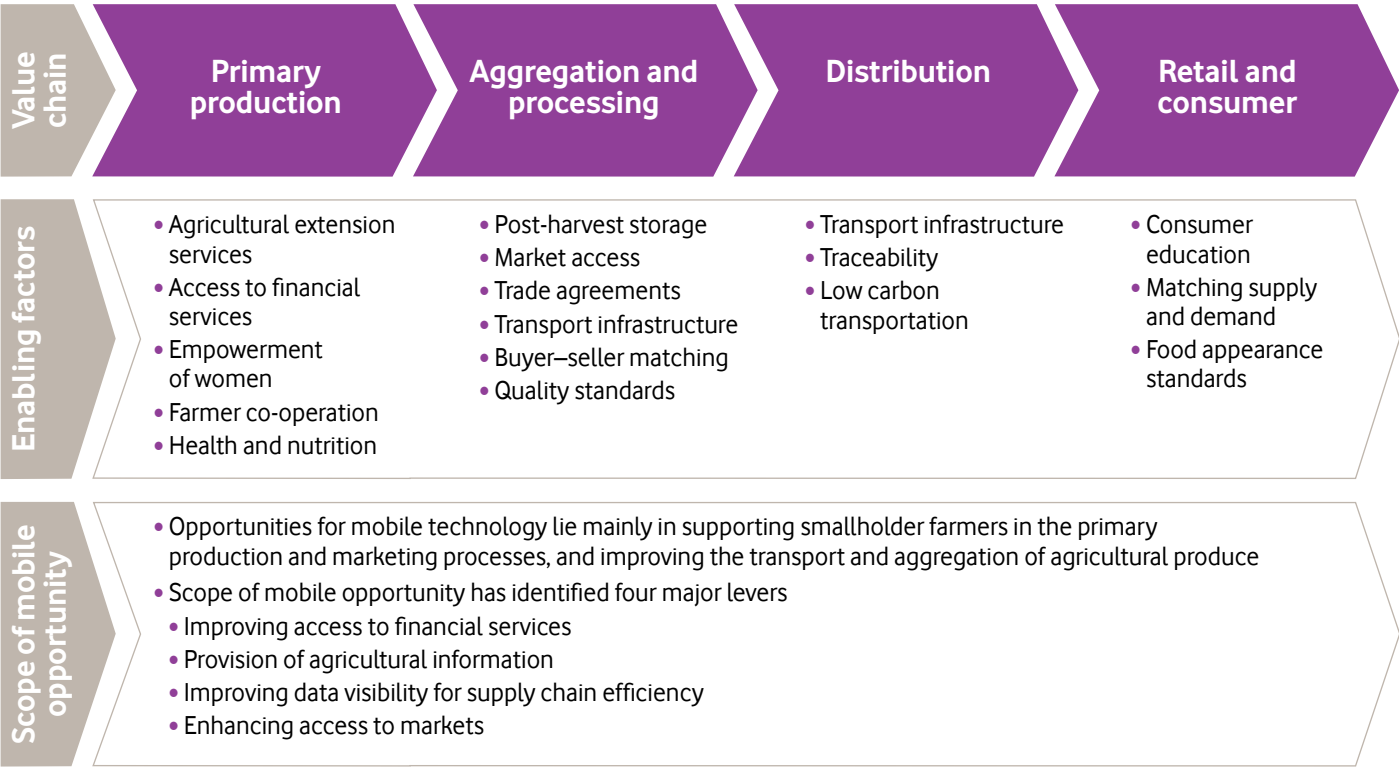 Value
chain
Primary
production
Aggregation and
processing
Distribution
Retail and
consumer
Enabling factors
• Agricultural extension
services
• Access to financial
services
• Empowerment
of women
• Farmer co-operation
• Health and nutrition
• Post-harvest storage
• Market access
• Trade agreements
• Transport infrastructure
• Buyer–seller matching
• Quality standards
• Transport infrastructure
• Traceability
• Low carbon
transportation
• Consumer
education
• Matching supply
and demand
• Food appearance
standards
Scope of mobile
opportunity
• Opportunities for mobile technology lie mainly in supporting smallholder farmers in the primary
production and marketing processes, and improving the transport and aggregation of agricultural produce
• Scope of mobile opportunity has identified four major levers
• Improving access to financial services
• Provision of agricultural information
• Improving data visibility for supply chain efficiency
• Enhancing access to markets